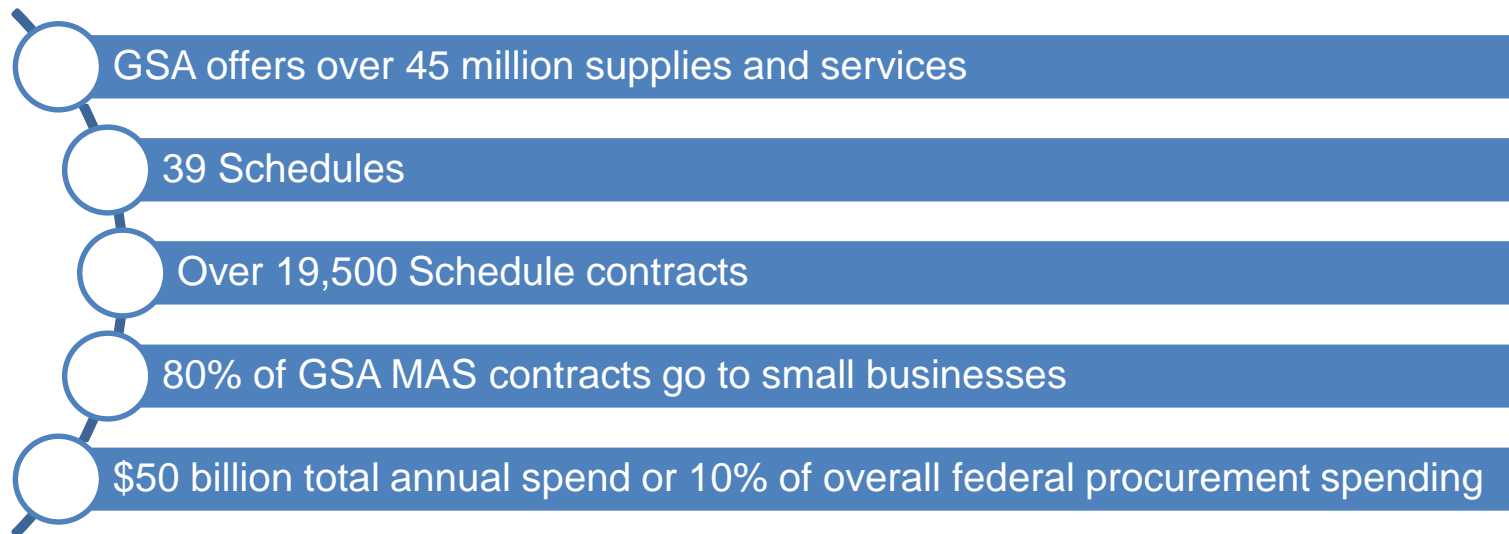 GSA offers over 45 million supplies and services
39 Schedules
Over 19,500 Schedule contracts
80% of GSA MAS contracts go to small businesses
$50 billion total annual spend or 10% of overall federal procurement spending